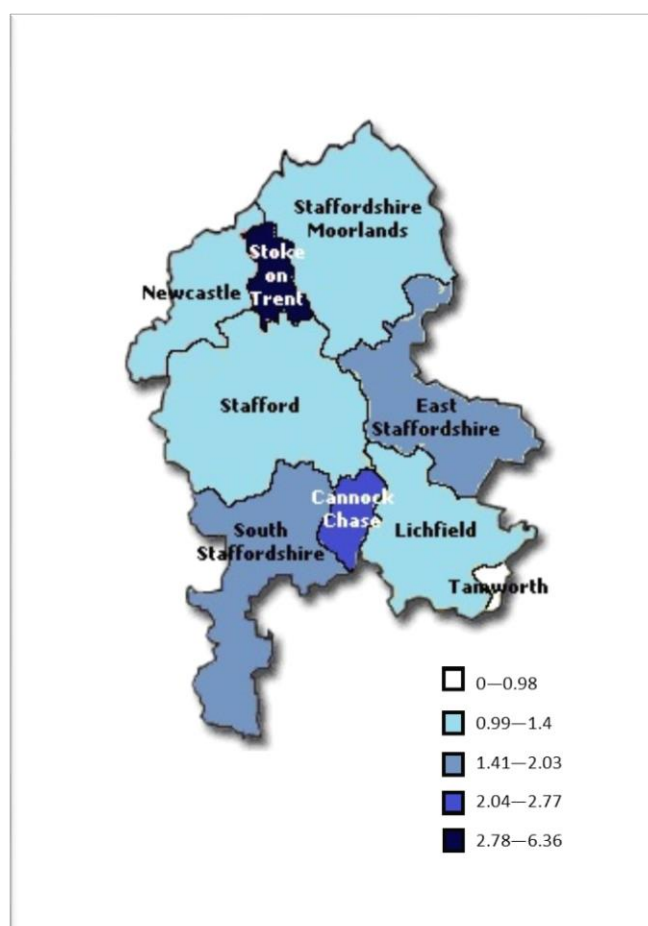 Staffordshire
Moorlands
Stoke
on
Trent
Newcastle
Stafford
East
Staffordshire
Cannock
Chase
South
Staffordshire
Lichfield
Tamworth
0—0.98
0.99—1.4
1.41—2.03
2.04—2.77
2.78—6.36